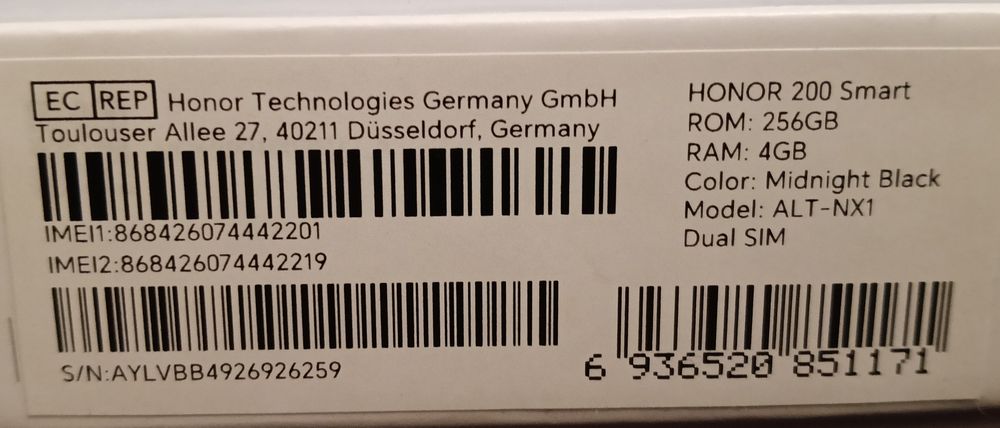 EC REP Honor Technologies Germany GmbH
Toulouser Allee 27, 40211 Düsseldorf, Germany
IMEI1:868426074442201
IMEI2:868426074442219
S/N:AYLVBB4926926259
HONOR 200 Smart
ROM: 256GB
RAM: 4GB
Color: Midnight Black
Model: ALT-NX1
Dual SIM
6 936520 851171